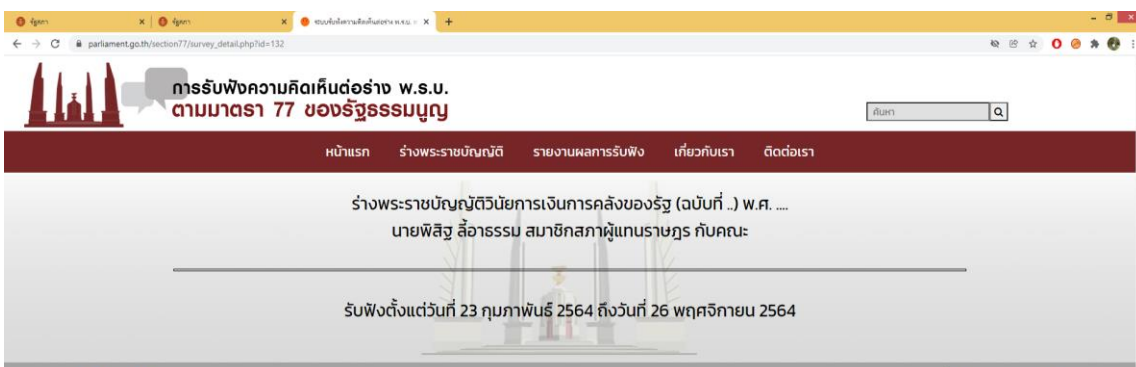 รัฐสภา
รัฐสภา
parliament.go.th/section77/survey_detail.php?id=132
การรับฟังความคิดเห็นต่อร่าง พ.ร.บ.
ตามมาตรา 77 ของรัฐธรรมนูญ
ค้นหา
หน้าแรก ร่างพระราชบัญญัติ รายงานผลการรับฟัง เกี่ยวกับเรา ติดต่อเรา
ร่างพระราชบัญญัติวินัยการเงินการคลังของรัฐ (ฉบับที่ ..) พ.ศ. ....
นายพิสิฐ ลี้อาธรรม สมาชิกสภาผู้แทนราษฎร กับคณะ
รับฟังตั้งแต่วันที่ 23 กุมภาพันธ์ 2564 ถึงวันที่ 26 พฤศจิกายน 2564